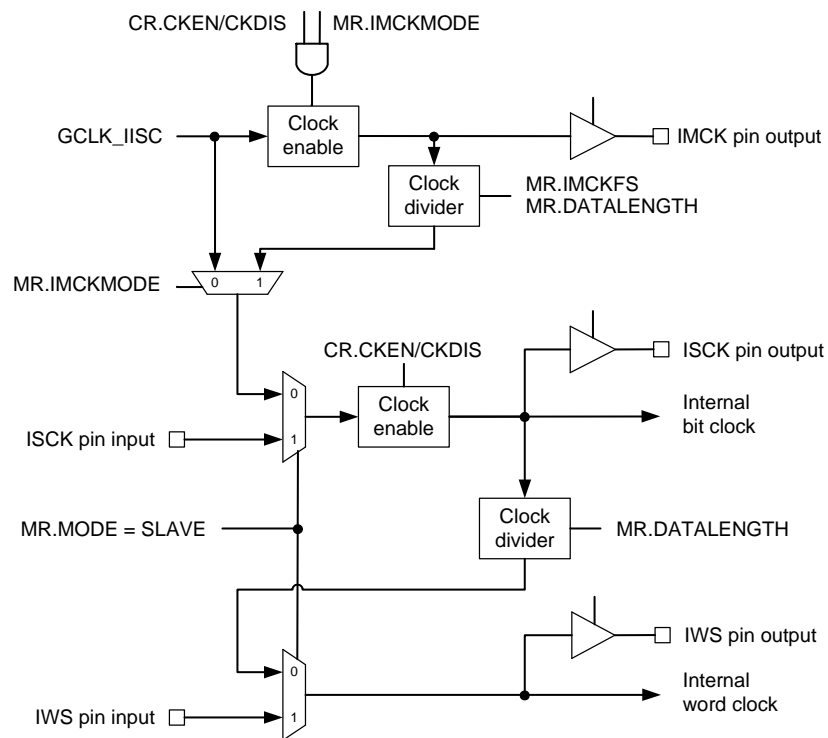 CR.CKEN/CKDIS MR.IMCKMODE
GCLK_IISC
Clock
enable
IMCK pin output
Clock
divider
MR.IMCKFS
MR.DATALENGTH
MR.IMCKMODE
0 1
CR.CKEN/CKDIS
ISCK pin output
0
Clock
enable
Internal
bit clock
ISCK pin input
1
MR.MODE = SLAVE
Clock
divider
MR.DATALENGTH
IWS pin output
0
Internal
word clock
IWS pin input
1